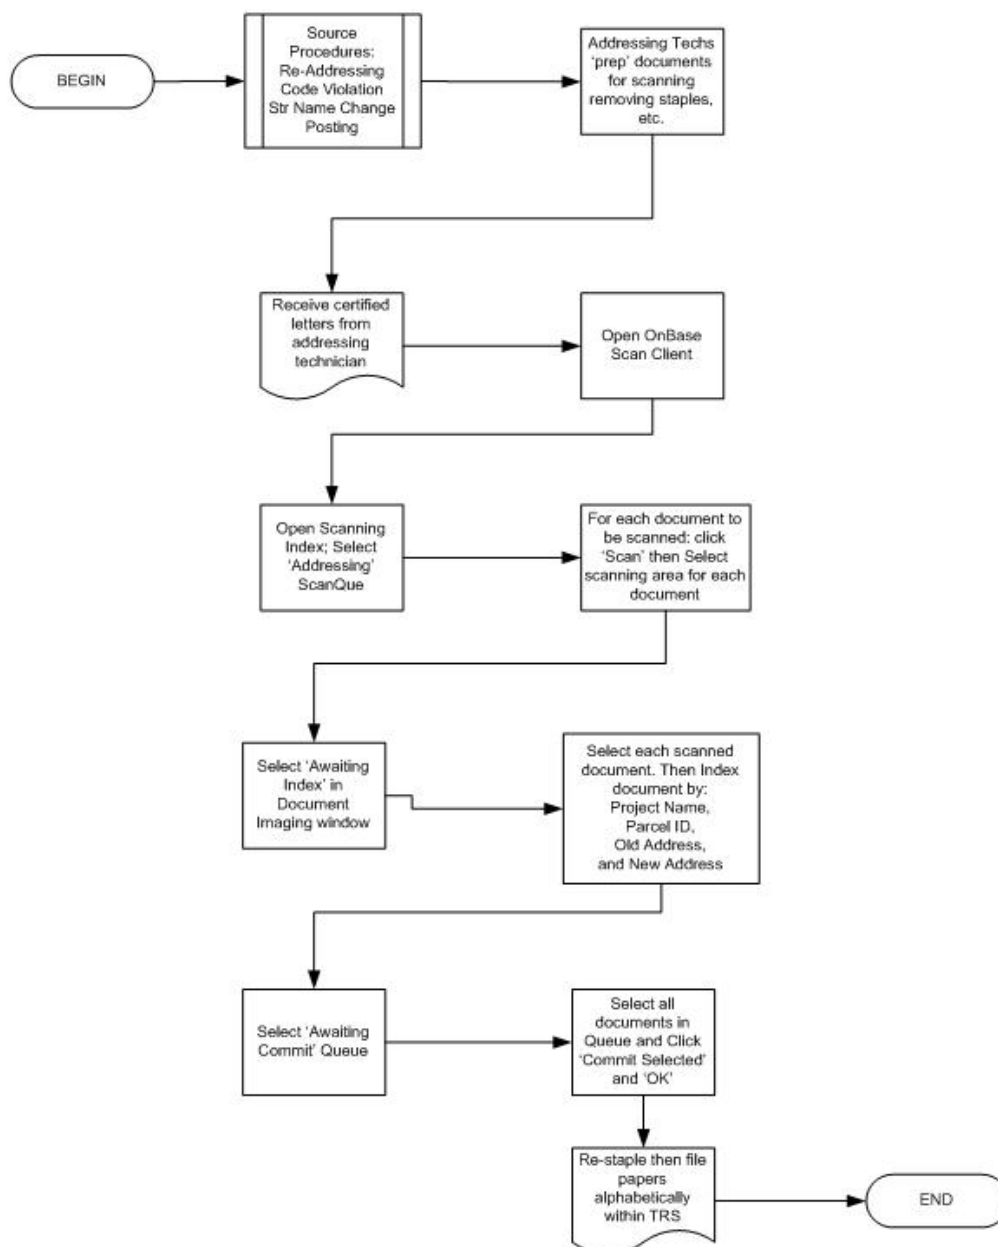 BEGIN
Source
Procedures:
Re-Addressing
Code Violation
Str Name Change
Posting
Addressing Techs
‘prep’ documents
for scanning
removing staples,
etc.
Receive certified
letters from
addressing
technician
Open OnBase
Scan Client
Open Scanning
Index; Select
‘Addressing’
ScanQue
For each document to
be scanned: click
‘Scan’ then Select
scanning area for each
document
Select ‘Awaiting
Index’ in
Document
Imaging window
Select each scanned
document. Then Index
document by:
Project Name,
Parcel ID,
Old Address,
and New Address
Select ‘Awaiting
Commit’ Queue
Select all
documents in
Queue and Click
‘Commit Selected’
and ‘OK’
Re-staple then file
papers
alphabetically
within TRS
END